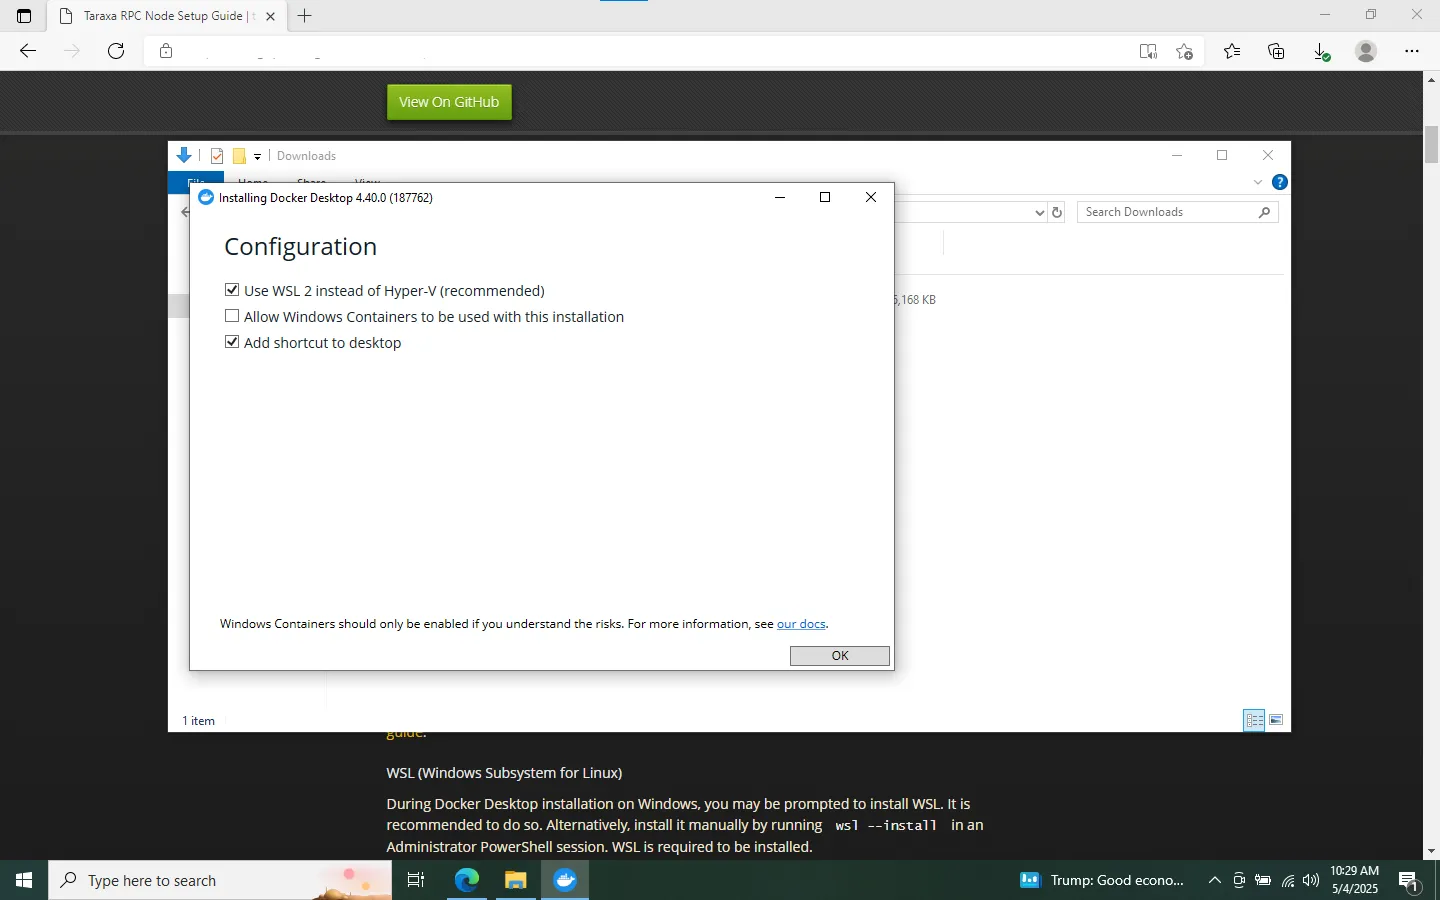 Taraxa RPC Node Setup Guide | t
View On GitHub
Downloads
File
Home
Share
View
Search Downloads
5,168 KB
Installing Docker Desktop 4.40.0 (187762)
Configuration
Use WSL 2 instead of Hyper-V (recommended)
Allow Windows Containers to be used with this installation
Add shortcut to desktop
Windows Containers should only be enabled if you understand the risks. For more information, see our docs.
OK
1 item
guide.
WSL (Windows Subsystem for Linux)
During Docker Desktop installation on Windows, you may be prompted to install WSL. It is
recommended to do so. Alternatively, install it manually by running wsl --install in an
Administrator PowerShell session. WSL is required to be installed.
Type here to search
Trump: Good econo...
10:29 AM
5/4/2025
1